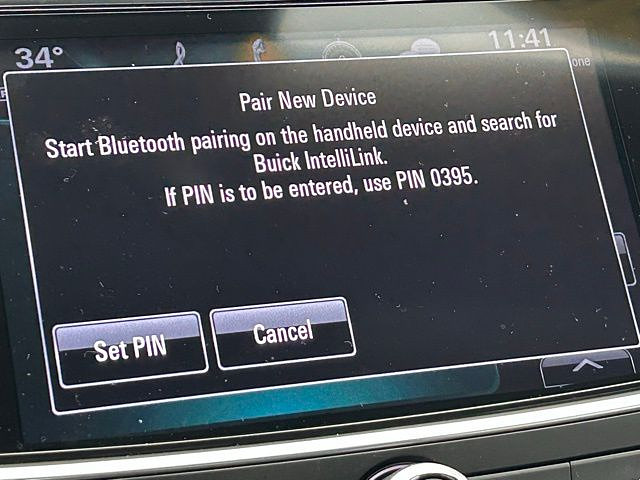 34°
11:41
one
Pair New Device
Start Bluetooth pairing on the handheld device and search for
Buick IntelliLink.
If PIN is to be entered, use PIN 0395.
Set PIN
Cancel